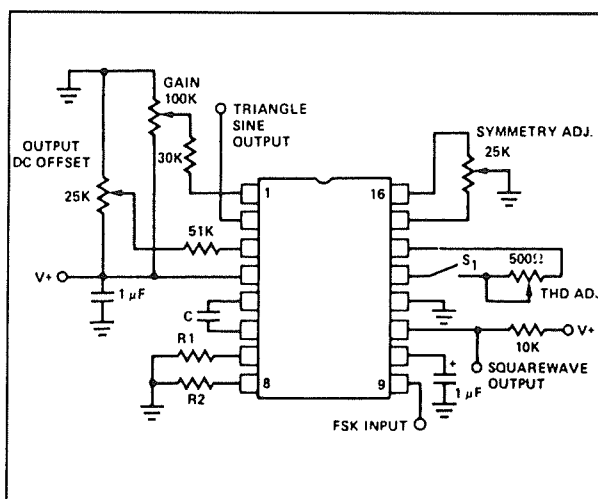 GAIN
100K
TRIANGLE
SINE
OUTPUT
OUTPUT
DC OFFSET
30K
SYMMETRY ADJ.
25K
25K
1
16
51K
V+
S1
500Ω
THD ADJ
1 μF
C
R1
10K
V+
SQUAREWAVE
OUTPUT
R2
8
9
+
1 μF
FSK INPUT